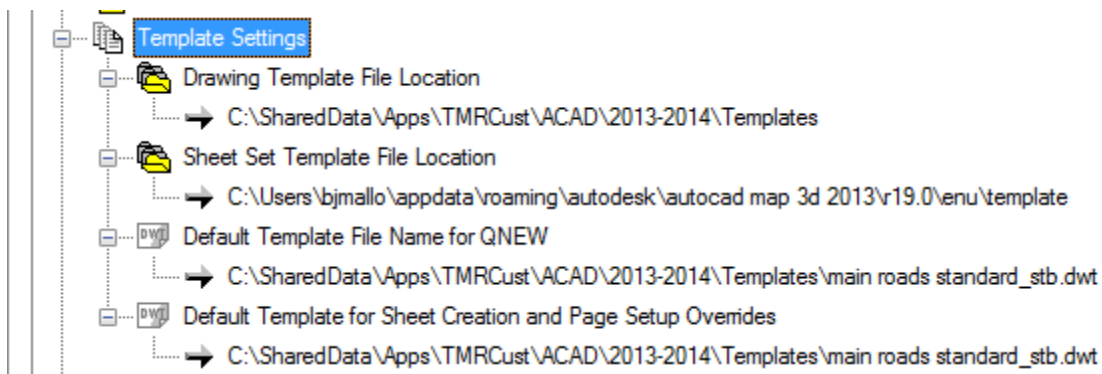 Template Settings
Drawing Template File Location
C:\SharedData\Apps\TMRCust\ACAD\2013-2014\Templates
Sheet Set Template File Location
C:\Users\bjmallo\appdata\roaming\autodesk\autocad map 3d 2013\r19.0\enu\template
Default Template File Name for QNEW
C:\SharedData\Apps\TMRCust\ACAD\2013-2014\Templates\main roads standard_stb.dwt
Default Template for Sheet Creation and Page Setup Overrides
C:\SharedData\Apps\TMRCust\ACAD\2013-2014\Templates\main roads standard_stb.dwt